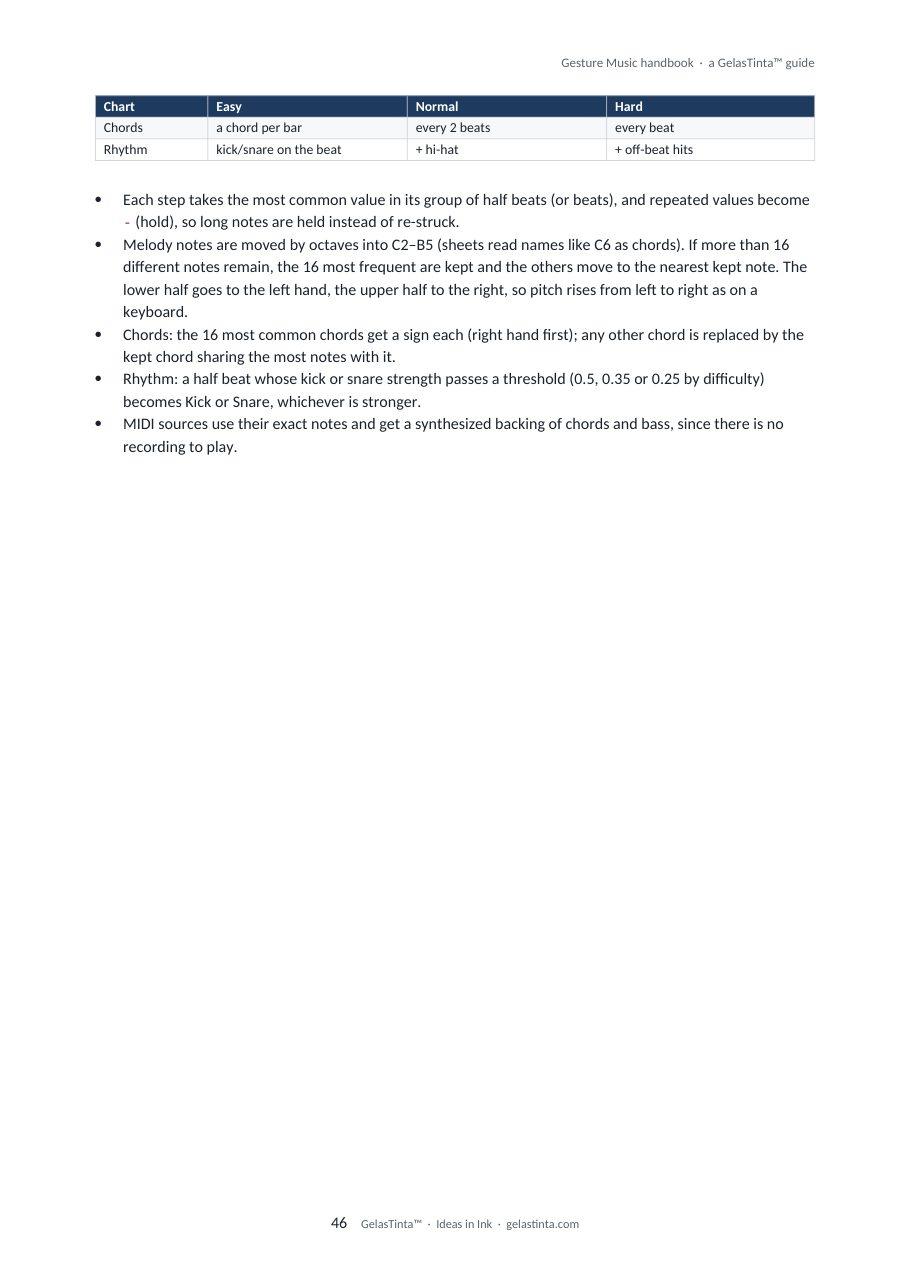 Gesture Music handbook · a GelasTinta™ guide
Chart Easy Normal Hard
Chords a chord per bar every 2 beats every beat
Rhythm kick/snare on the beat + hi-hat + off-beat hits
• Each step takes the most common value in its group of half beats (or beats), and repeated values become
- (hold), so long notes are held instead of re-struck.
• Melody notes are moved by octaves into C2–B5 (sheets read names like C6 as chords). If more than 16
different notes remain, the 16 most frequent are kept and the others move to the nearest kept note. The
lower half goes to the left hand, the upper half to the right, so pitch rises from left to right as on a
keyboard.
• Chords: the 16 most common chords get a sign each (right hand first); any other chord is replaced by the
kept chord sharing the most notes with it.
• Rhythm: a half beat whose kick or snare strength passes a threshold (0.5, 0.35 or 0.25 by difficulty)
becomes Kick or Snare, whichever is stronger.
• MIDI sources use their exact notes and get a synthesized backing of chords and bass, since there is no
recording to play.
46 GelasTinta™ · Ideas in Ink · gelastinta.com